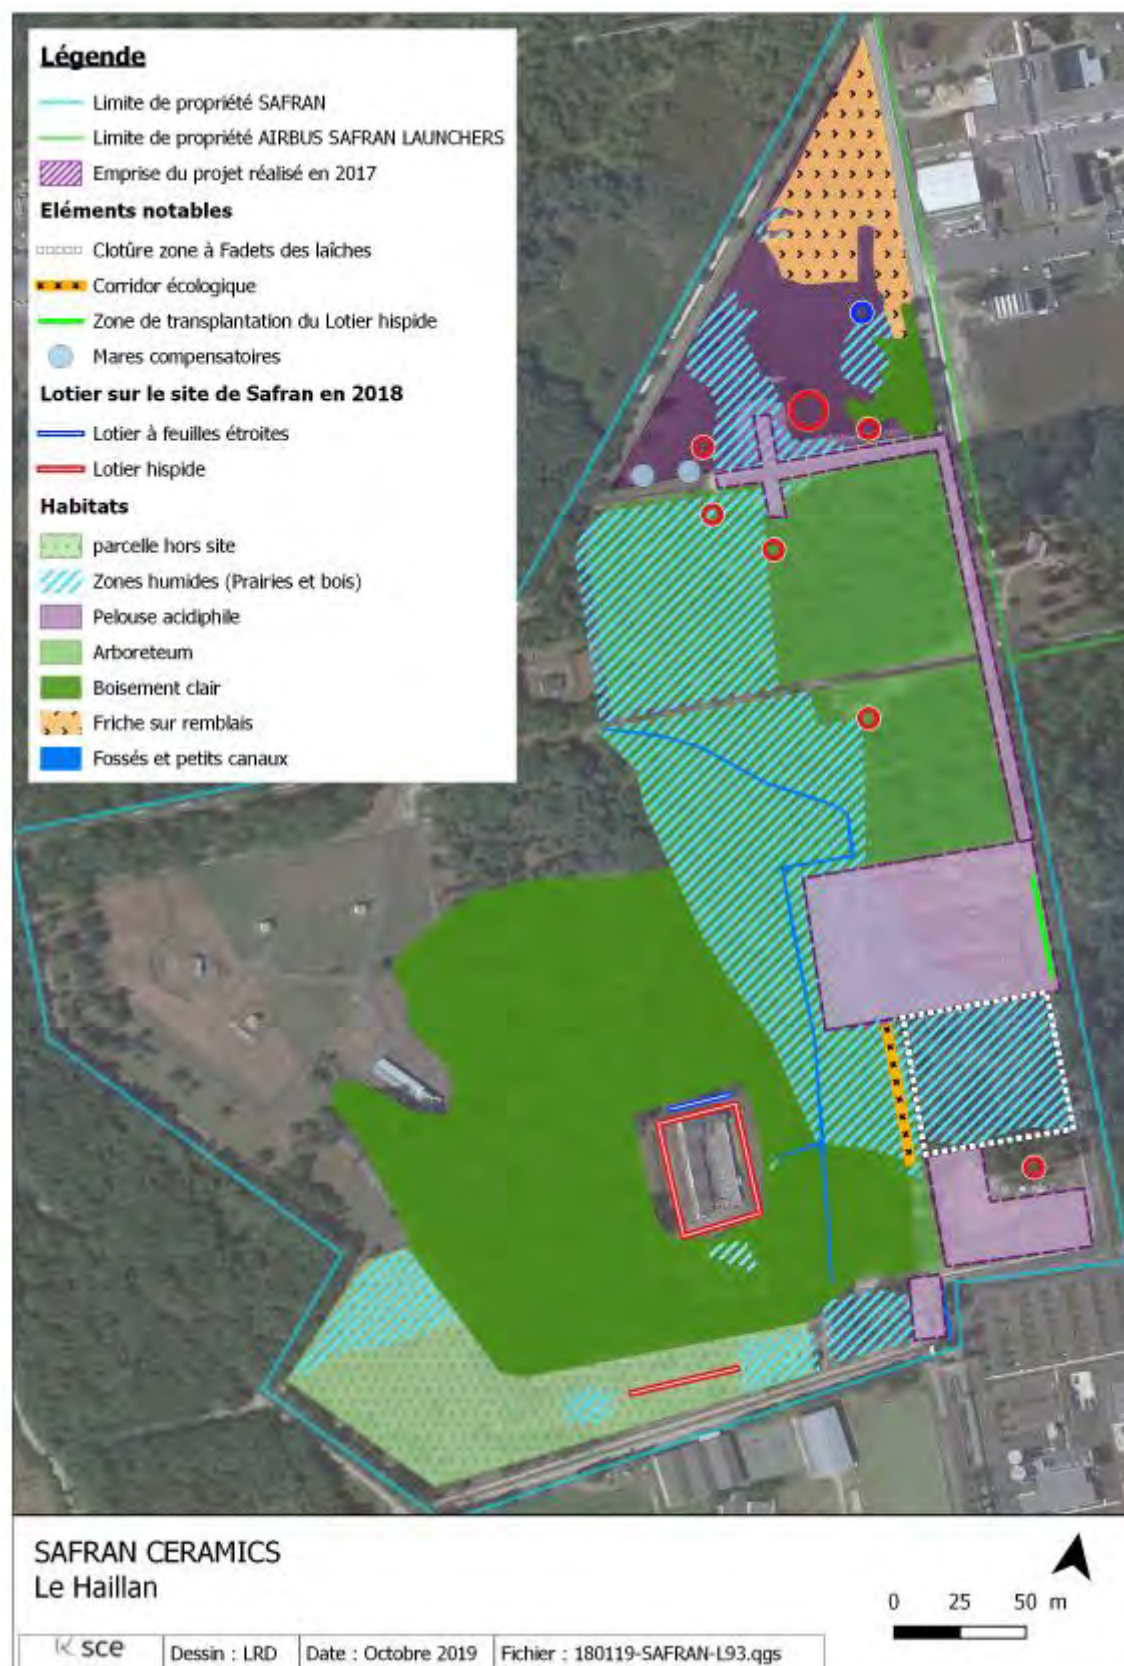 Légende
Limite de propriété SAFRAN
Limite de propriété AIRBUS SAFRAN LAUNCHERS
Emprise du projet réalisé en 2017
Eléments notables
Clotûre zone à Fadets des laîches
Corridor écologique
Zone de transplantation du Lotier hispide
Mares compensatoires
Lotier sur le site de Safran en 2018
Lotier à feuilles étroites
Lotier hispide
Habitats
parcelle hors site
Zones humides (Prairies et bois)
Pelouse acidiphile
Arboreteum
Boisement clair
Friche sur remblais
Fossés et petits canaux
SAFRAN CERAMICS
Le Haillan
0 25 50 m
sce Dessin : LRD Date : Octobre 2019 Fichier : 180119-SAFRAN-L93.qgs